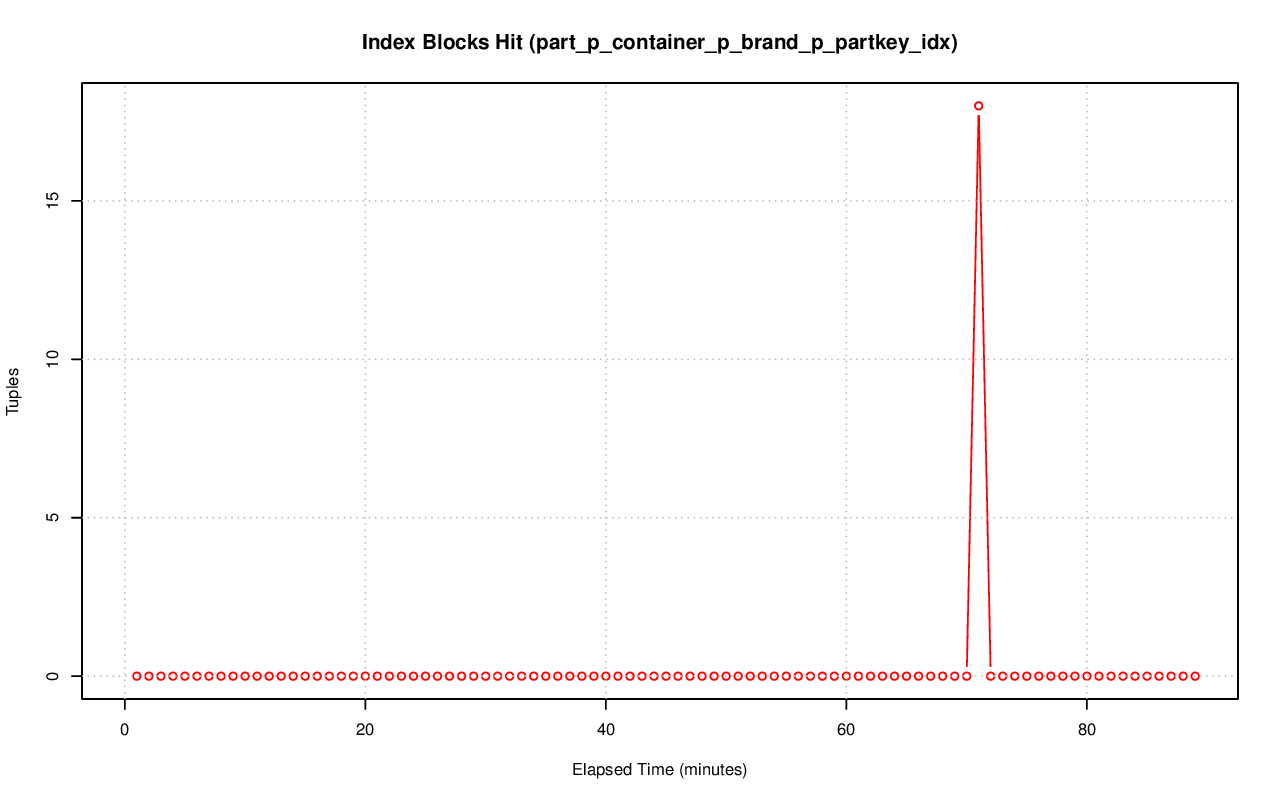 Index Blocks Hit (part_p_container_p_brand_p_partkey_idx)
Tuples
15
10
5
0
0 20 40 60 80
Elapsed Time (minutes)